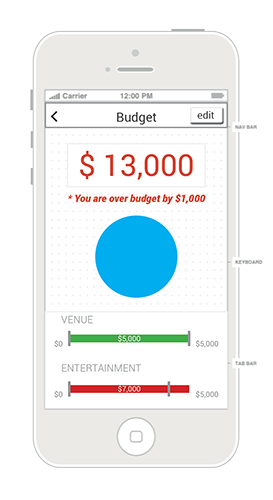 Carrier 12:00 PM
Budget edit
NAV BAR
$ 13,000
* You are over budget by $1,000
KEYBOARD
VENUE
$0 $5,000 $5,000
TAB BAR
ENTERTAINMENT
$0 $7,000 $5,000